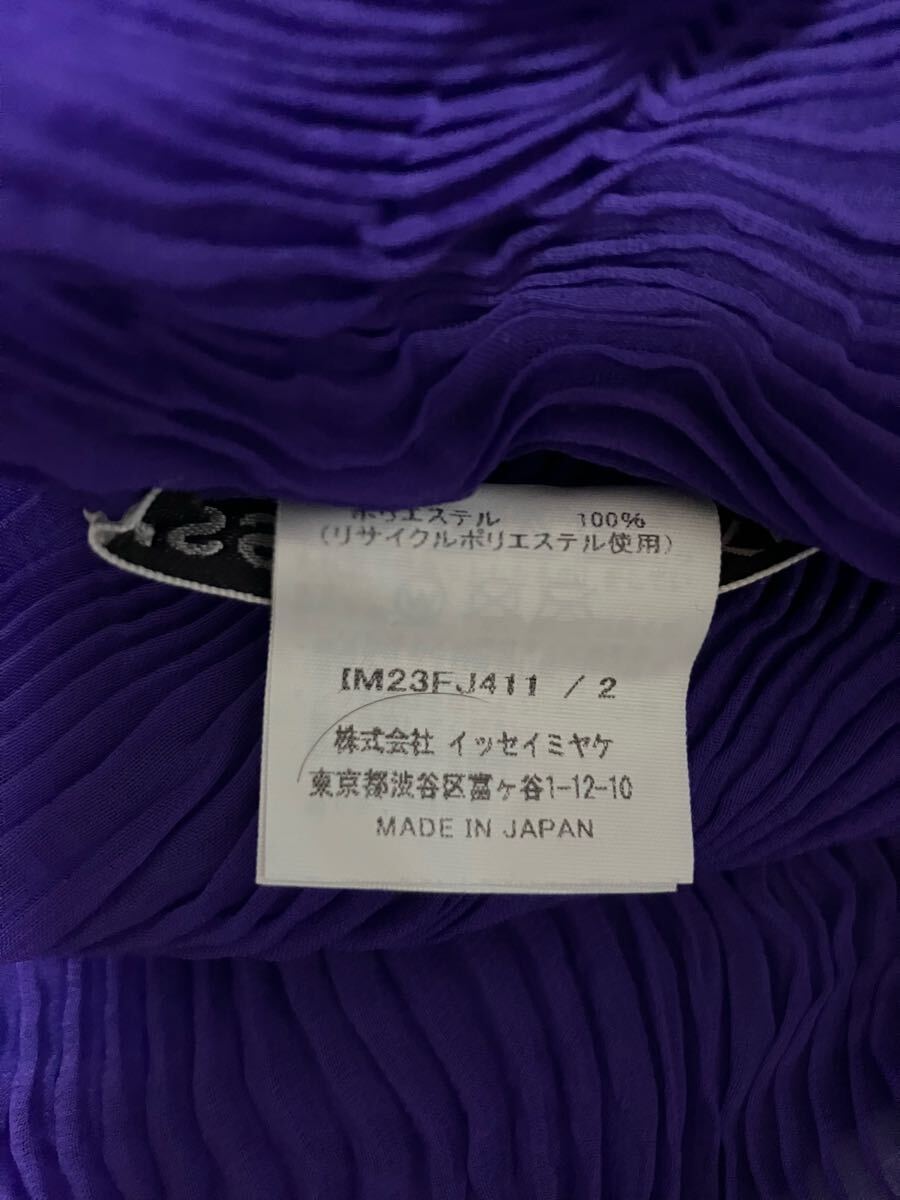 ポリエステル 100%
(リサイクルポリエステル使用)
IM23FJ411 / 2
株式会社 イッセイミヤケ
東京都渋谷区富ヶ谷1-12-10
MADE IN JAPAN